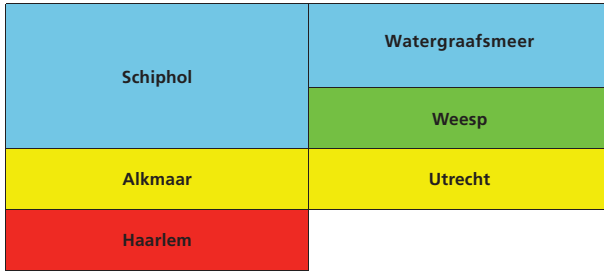 Schiphol
Watergraafsmeer
Weesp
Alkmaar
Utrecht
Haarlem